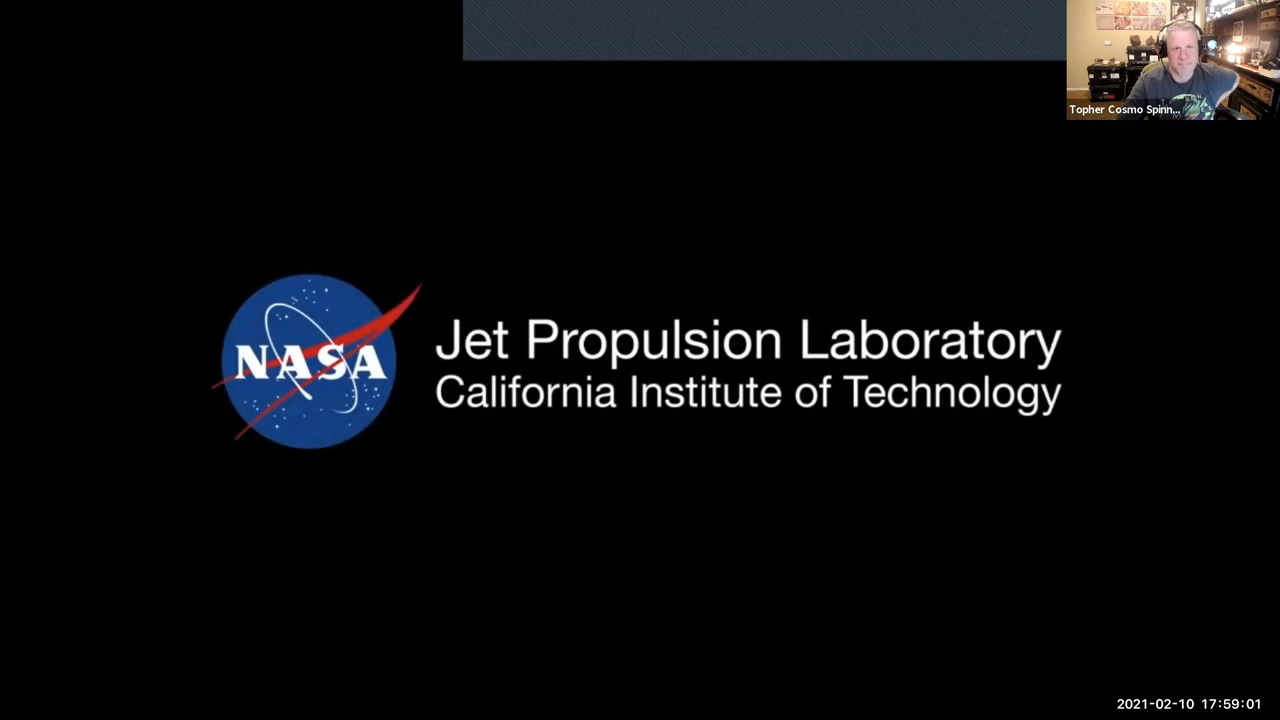 Topher Cosmo Spinn...
NASA
Jet Propulsion Laboratory
California Institute of Technology
2021-02-10 17:59:01